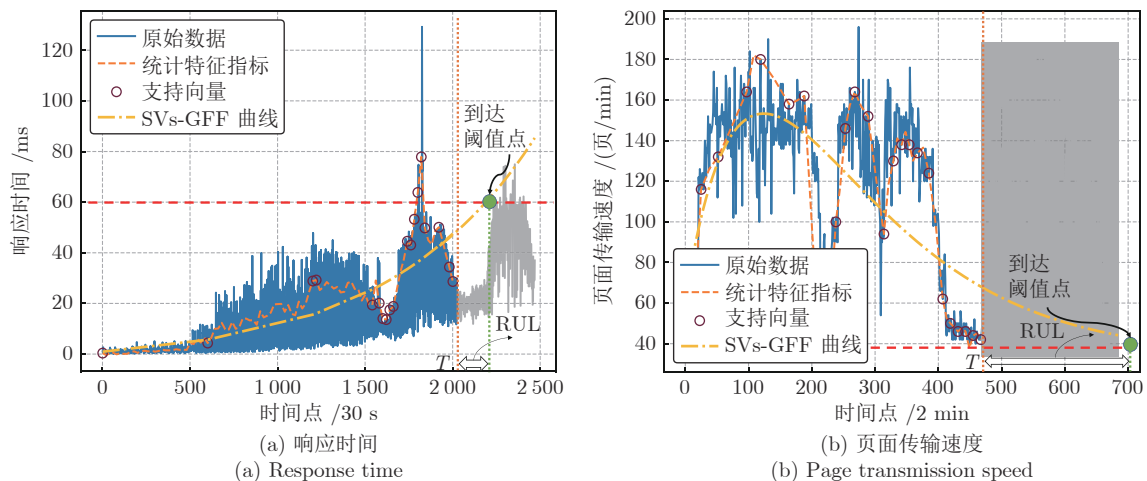 120
100
80
60
40
20
0
响应时间 /ms
原始数据
统计特征指标
支持向量
SVs-GFF 曲线
到达
阈值点
RUL
T
0
500
1 000
1 500
2 000
2 500
时间点 /30 s
(a) 响应时间
(a) Response time
200
180
160
140
120
100
80
60
40
页面传输速度 /(页/min)
原始数据
统计特征指标
支持向量
SVs-GFF 曲线
到达
阈值点
RUL
T
0
100
200
300
400
500
600
700
时间点 /2 min
(b) 页面传输速度
(b) Page transmission speed